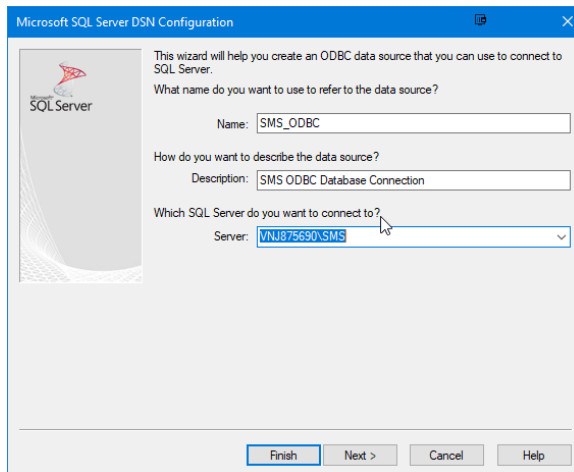 Microsoft SQL Server DSN Configuration
Microsoft
SQL Server
This wizard will help you create an ODBC data source that you can use to connect to
SQL Server.
What name do you want to use to refer to the data source?
Name: SMS_ODBC
How do you want to describe the data source?
Description: SMS ODBC Database Connection
Which SQL Server do you want to connect to?
Server: VNJ875690\SMS
Finish Next > Cancel Help